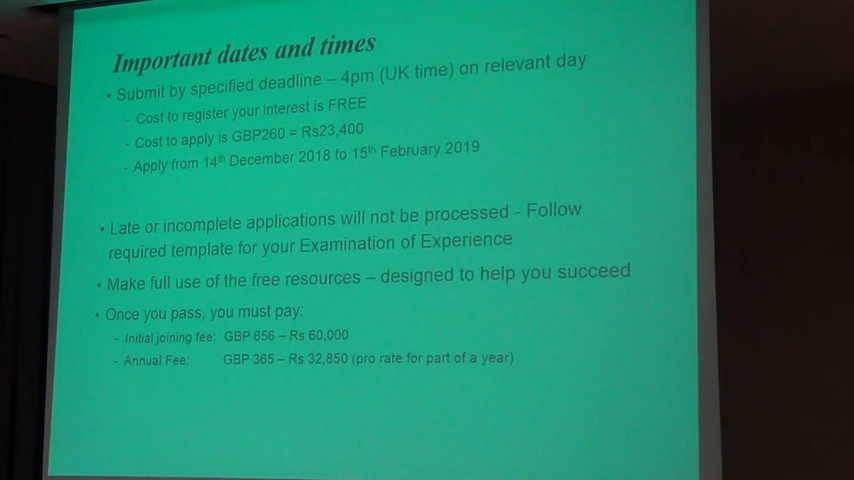 Important dates and times
• Submit by specified deadline – 4pm (UK time) on relevant day
- Cost to register your interest is FREE
- Cost to apply is GBP260 = Rs23,400
- Apply from 14th December 2018 to 15th February 2019
• Late or incomplete applications will not be processed - Follow
required template for your Examination of Experience
• Make full use of the free resources – designed to help you succeed
• Once you pass, you must pay:
- Initial joining fee: GBP 656 – Rs 60,000
- Annual Fee: GBP 365 – Rs 32,850 (pro rate for part of a year)